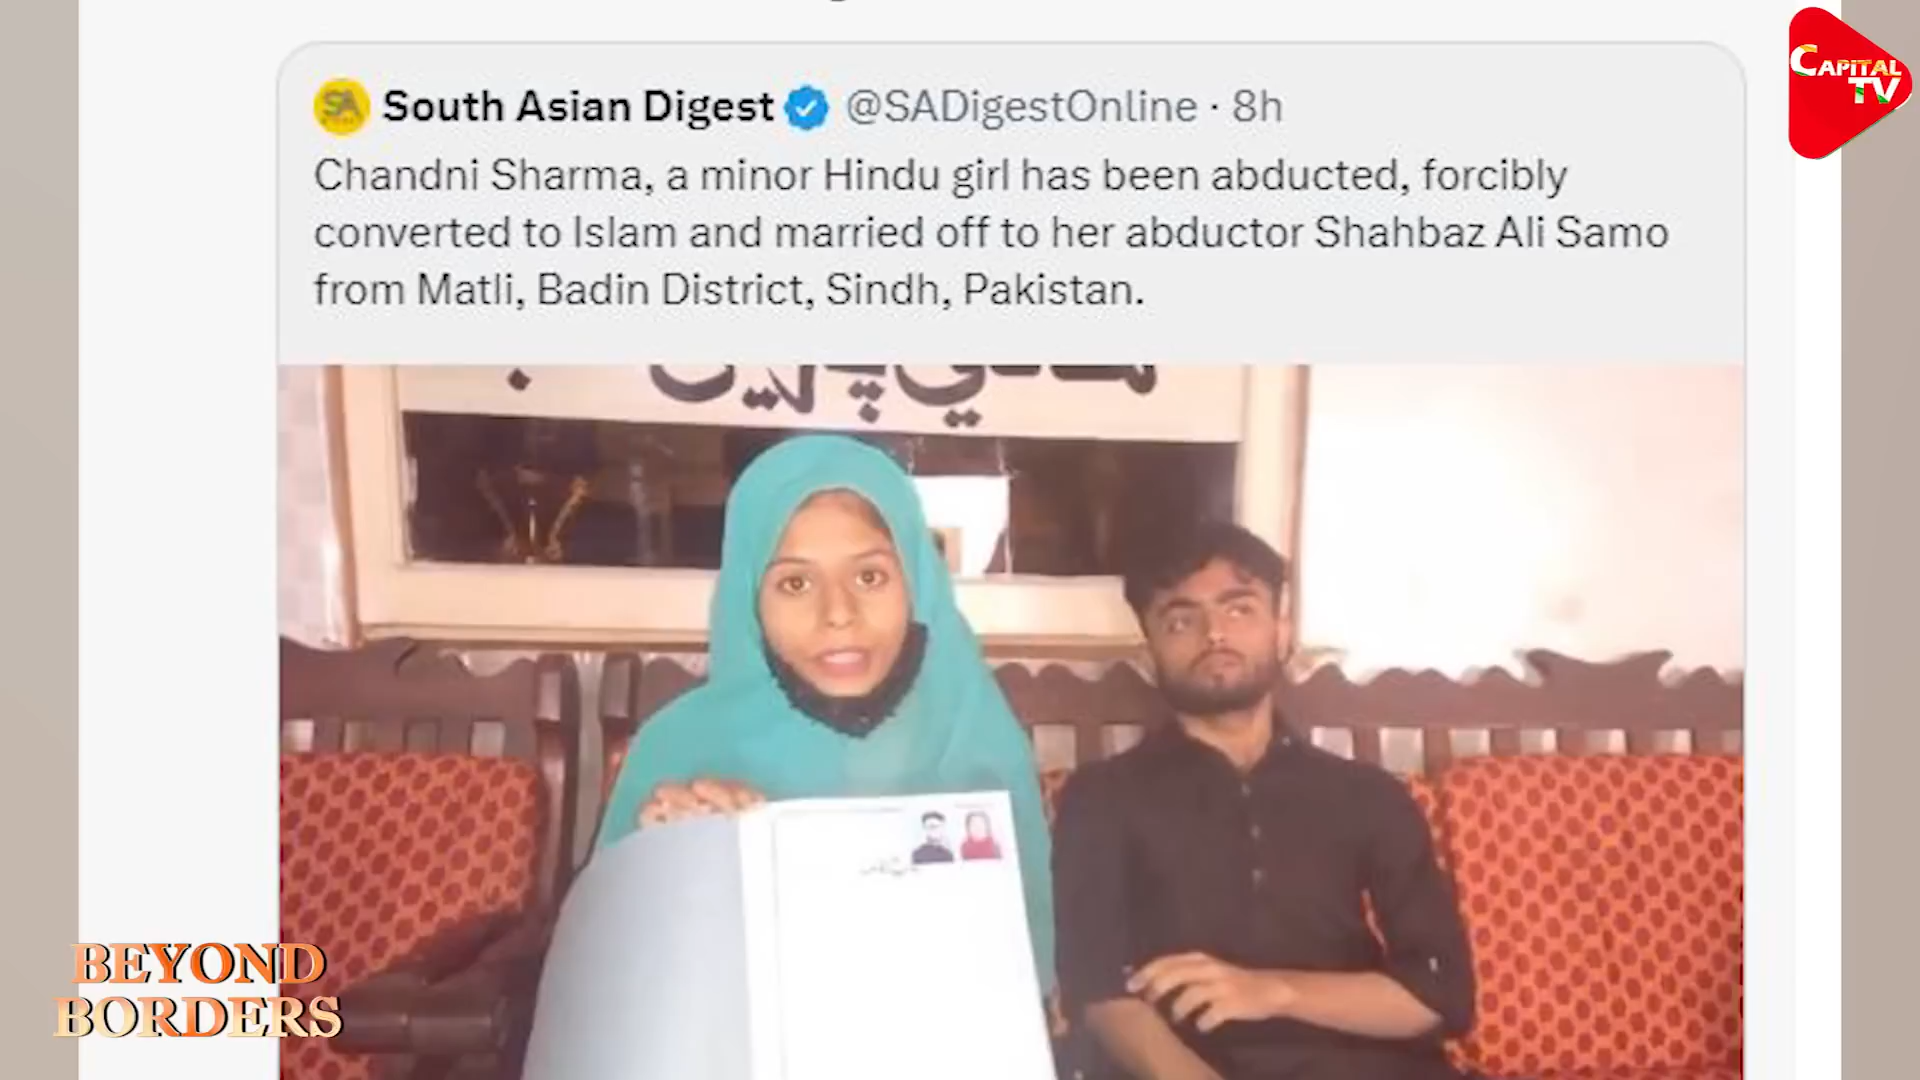 South Asian Digest @SADigestOnline · 8h
Chandni Sharma, a minor Hindu girl has been abducted, forcibly
converted to Islam and married off to her abductor Shahbaz Ali Samo
from Matli, Badin District, Sindh, Pakistan.
CAPITAL
TV
SA
BEYOND
BORDERS